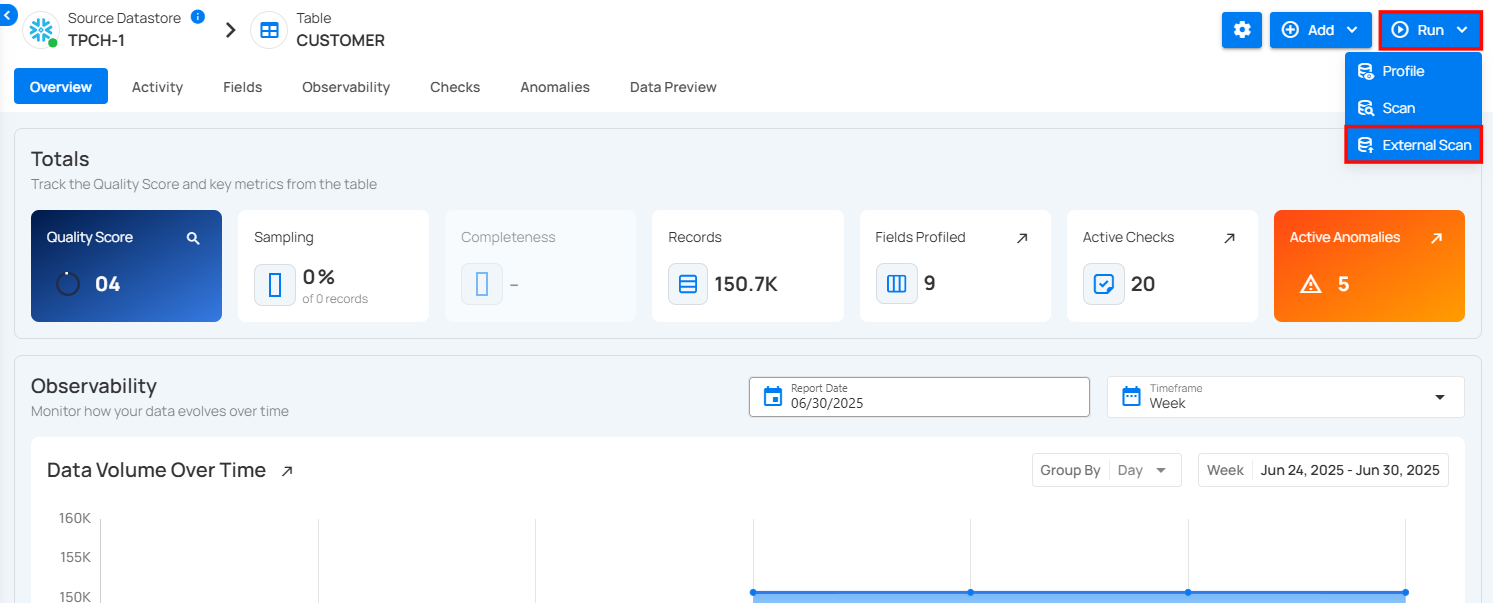 Source Datastore
TPCH-1
Table
CUSTOMER
Add
Run
Profile
Scan
External Scan
Overview
Activity
Fields
Observability
Checks
Anomalies
Data Preview
Totals
Track the Quality Score and key metrics from the table
Quality Score
04
Sampling
0%
of 0 records
Completeness
–
Records
150.7K
Fields Profiled
9
Active Checks
20
Active Anomalies
5
Observability
Monitor how your data evolves over time
Report Date
06/30/2025
Timeframe
Week
Data Volume Over Time
Group By Day
Week Jun 24, 2025 - Jun 30, 2025
160K
155K
150K